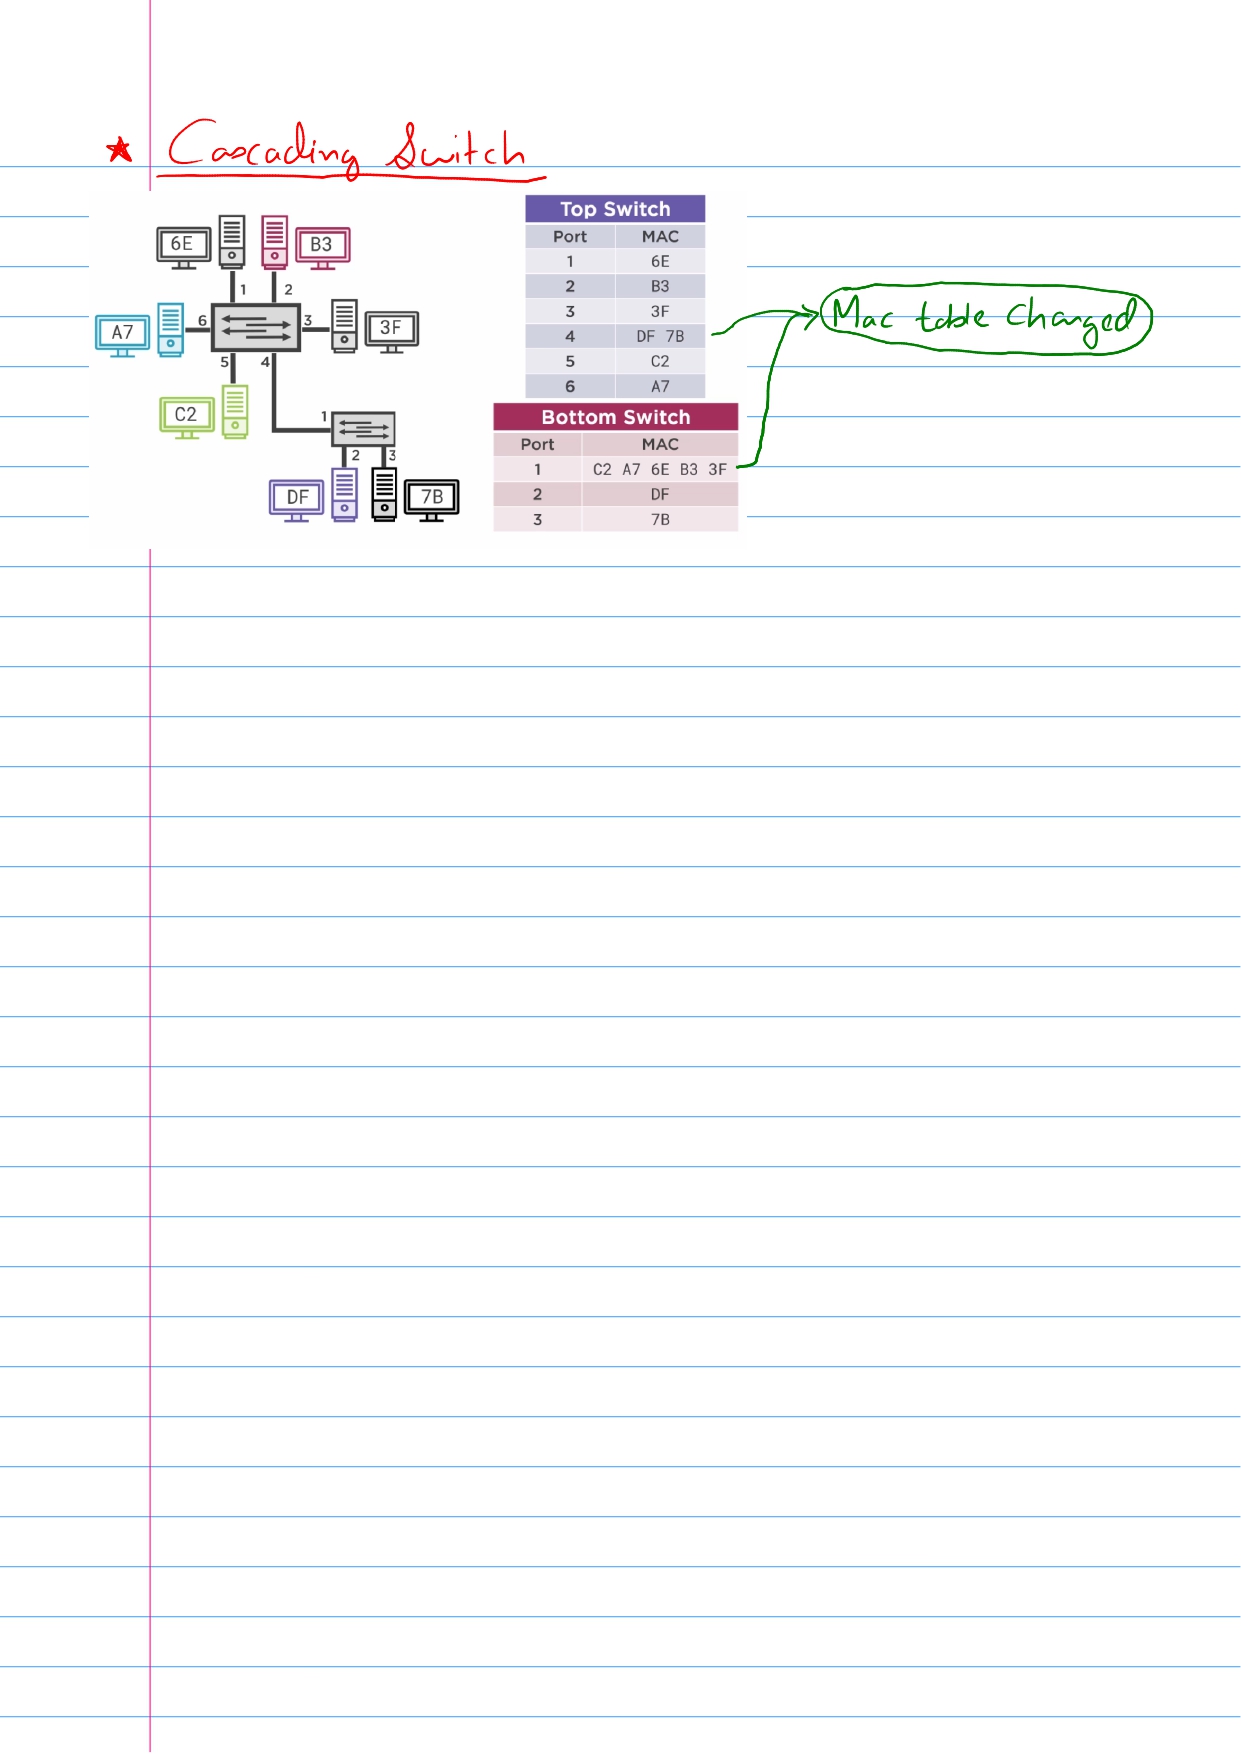 Cascading Switch
6E
B3
1
2
A7
6
3
3F
5
4
C2
1
2
3
DF
7B
Top Switch
Port MAC
1 6E
2 B3
3 3F
4 DF 7B
5 C2
6 A7
Bottom Switch
Port MAC
1 C2 A7 6E B3 3F
2 DF
3 7B
Mac table Changed